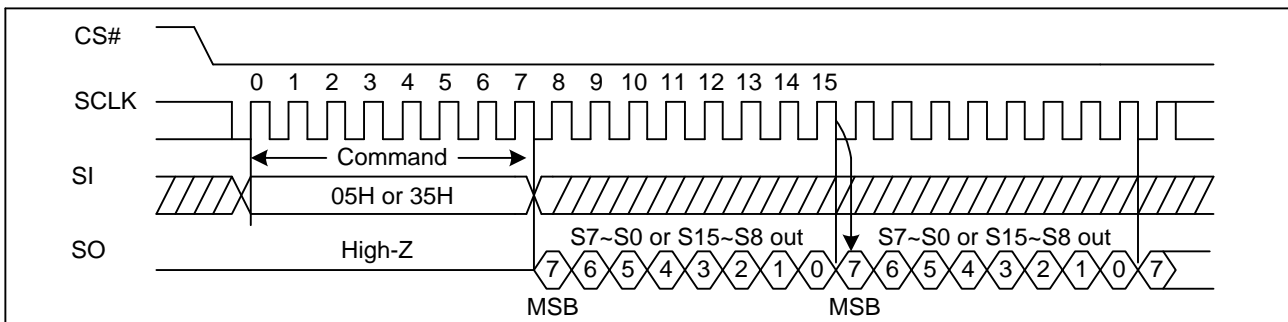 CS#
0 1 2 3 4 5 6 7 8 9 10 11 12 13 14 15
SCLK
Command
SI
05H or 35H
S7~S0 or S15~S8 out S7~S0 or S15~S8 out
SO
High-Z
7 6 5 4 3 2 1 0 7 6 5 4 3 2 1 0 7
MSB MSB